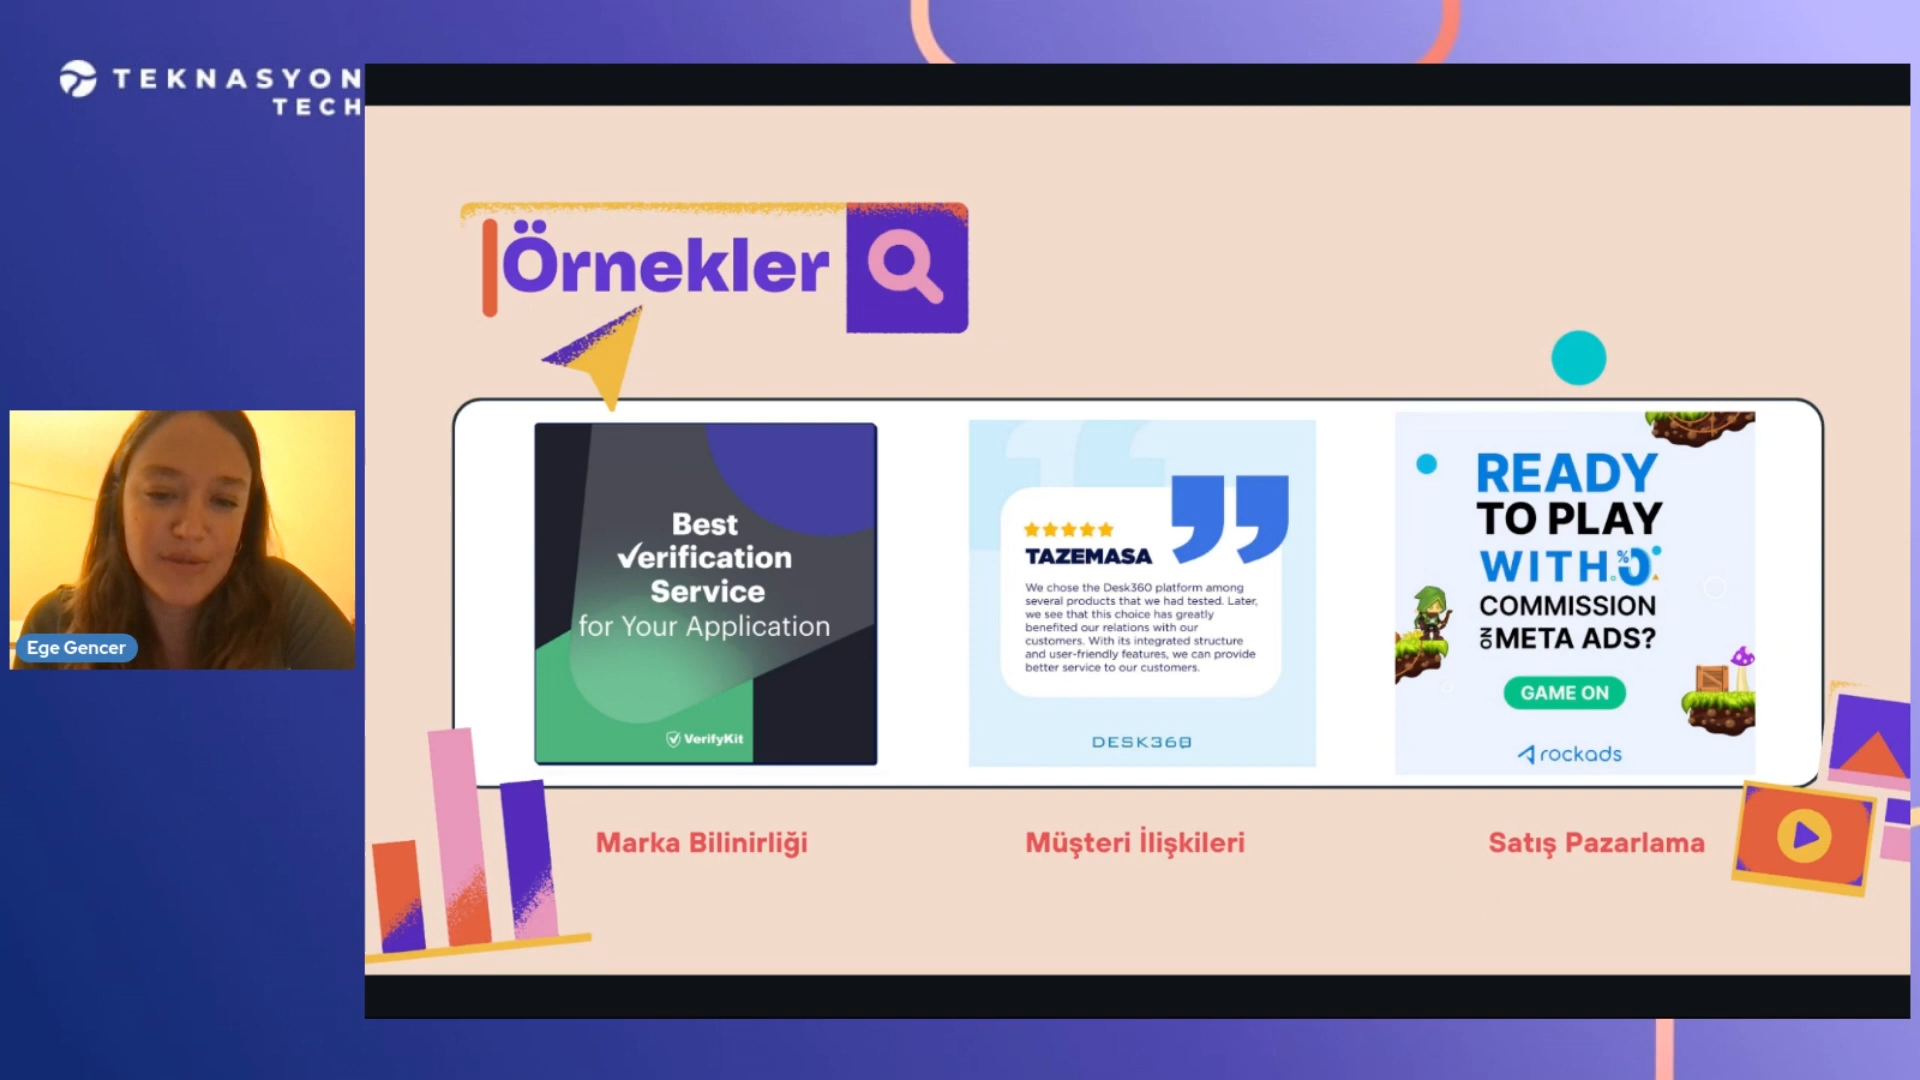 TEKNASYON
TECH
Örnekler
Best
Verification
Service
for Your Application
VerifyKit
TAZEMASA
We chose the Desk360 platform among
several products that we had tested. Later,
we see that this choice has greatly
benefited our relations with our
customers. With its integrated structure
and user-friendly features, we can provide
better service to our customers.
DESK360
READY
TO PLAY
WITH %0
COMMISSION
ON META ADS?
GAME ON
rockads
Marka Bilinirliği
Müşteri İlişkileri
Satış Pazarlama
Ege Gencer